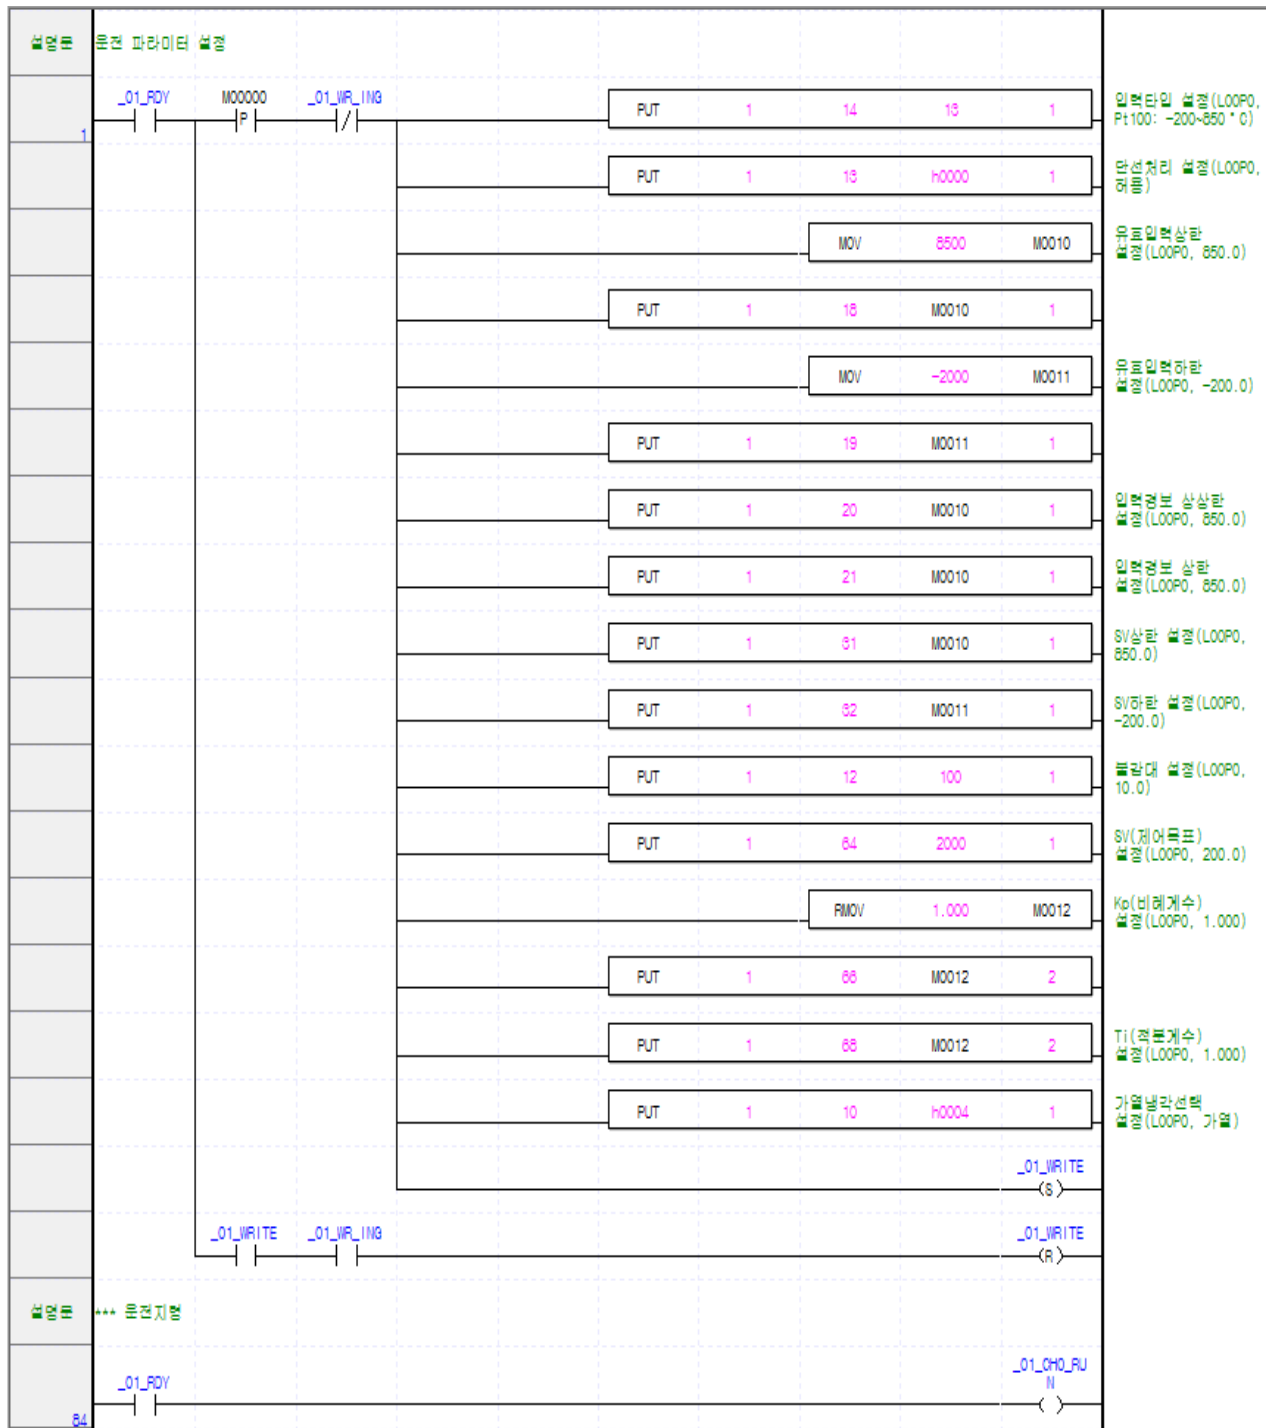 설명문 운전 파라미터 설정
_01_RDY M00000 _01_WR_ING
P
1
PUT 1 14 13 1
입력타입 설정(LOOP0,
Pt100: -200~850°C)
PUT 1 13 h0000 1
단선처리 설정(LOOP0,
허용)
MOV 8500 M0010
유효입력상한
설정(LOOP0, 850.0)
PUT 1 18 M0010 1
MOV -2000 M0011
유효입력하한
설정(LOOP0, -200.0)
PUT 1 19 M0011 1
PUT 1 20 M0010 1
입력경보 상상한
설정(LOOP0, 850.0)
PUT 1 21 M0010 1
입력경보 상한
설정(LOOP0, 850.0)
PUT 1 31 M0010 1
SV상한 설정(LOOP0,
850.0)
PUT 1 32 M0011 1
SV하한 설정(LOOP0,
-200.0)
PUT 1 12 100 1
불감대 설정(LOOP0,
10.0)
PUT 1 64 2000 1
SV(제어목표)
설정(LOOP0, 200.0)
RMOV 1.000 M0012
Kp(비례계수)
설정(LOOP0, 1.000)
PUT 1 66 M0012 2
PUT 1 68 M0012 2
Ti(적분계수)
설정(LOOP0, 1.000)
PUT 1 10 h0004 1
가열냉각선택
설정(LOOP0, 가열)
_01_WRITE
S
_01_WRITE _01_WR_ING _01_WRITE
R
설명문 *** 운전지령
_01_RDY
_01_CH0_RU
N
84